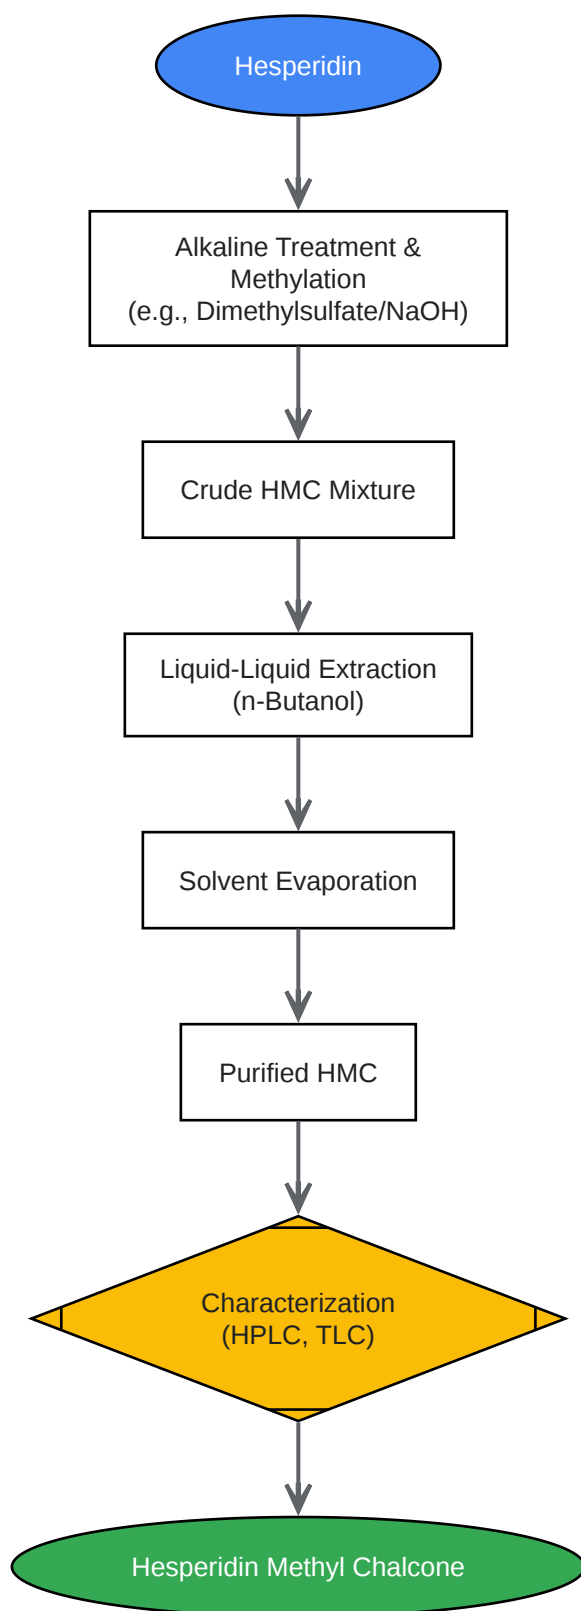 Hesperidin
Alkaline Treatment &
Methylation
(e.g., Dimethylsulfate/NaOH)
Crude HMC Mixture
Liquid-Liquid Extraction
(n-Butanol)
Solvent Evaporation
Purified HMC
Characterization
(HPLC, TLC)
Hesperidin Methyl Chalcone